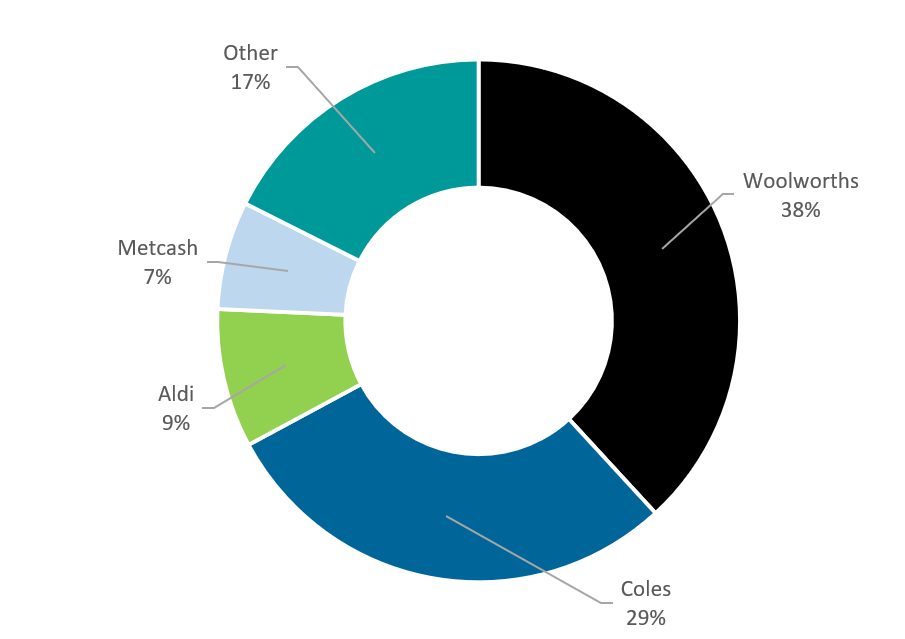 Other
17%
Woolworths
38%
Metcash
7%
Aldi
9%
Coles
29%